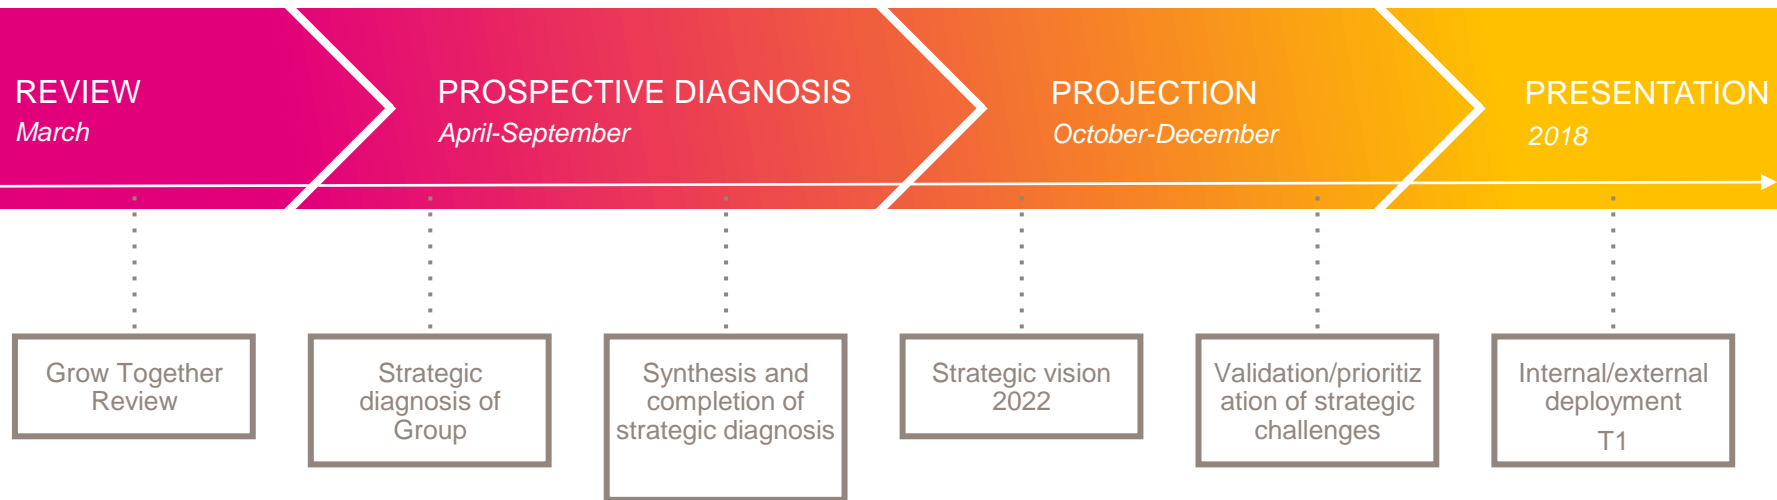 REVIEW
March
PROSPECTIVE DIAGNOSIS
April-September
PROJECTION
October-December
PRESENTATION
2018
Grow Together
Review
Strategic
diagnosis of
Group
Synthesis and
completion of
strategic diagnosis
Strategic vision
2022
Validation/prioritiz
ation of strategic
challenges
Internal/external
deployment
T1